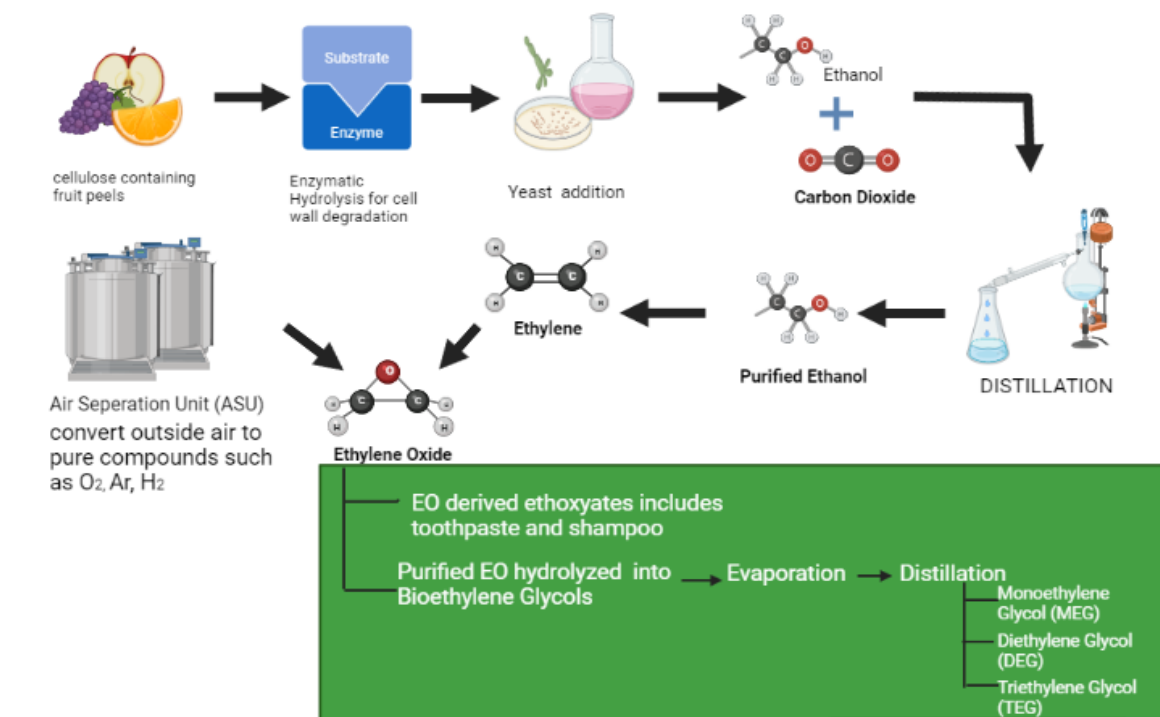 Substrate
Enzyme
cellulose containing
fruit peels
Enzymatic
Hydrolysis for cell
wall degradation
Yeast addition
H
H
C
C
O
H
H
H
Ethanol
+
O
C
O
Carbon Dioxide
DISTILLATION
H
H
C
C
O
H
H
H
Purified Ethanol
H
H
C
C
H
H
Ethylene
Air Seperation Unit (ASU)
convert outside air to
pure compounds such
as O₂, Ar, H₂
O
C
C
H
H
H
H
Ethylene Oxide
EO derived ethoxyates includes
toothpaste and shampoo
Purified EO hydrolyzed into
Bioethylene Glycols
Evaporation
Distillation
Monoethylene
Glycol (MEG)
Diethylene Glycol
(DEG)
Triethylene Glycol
(TEG)